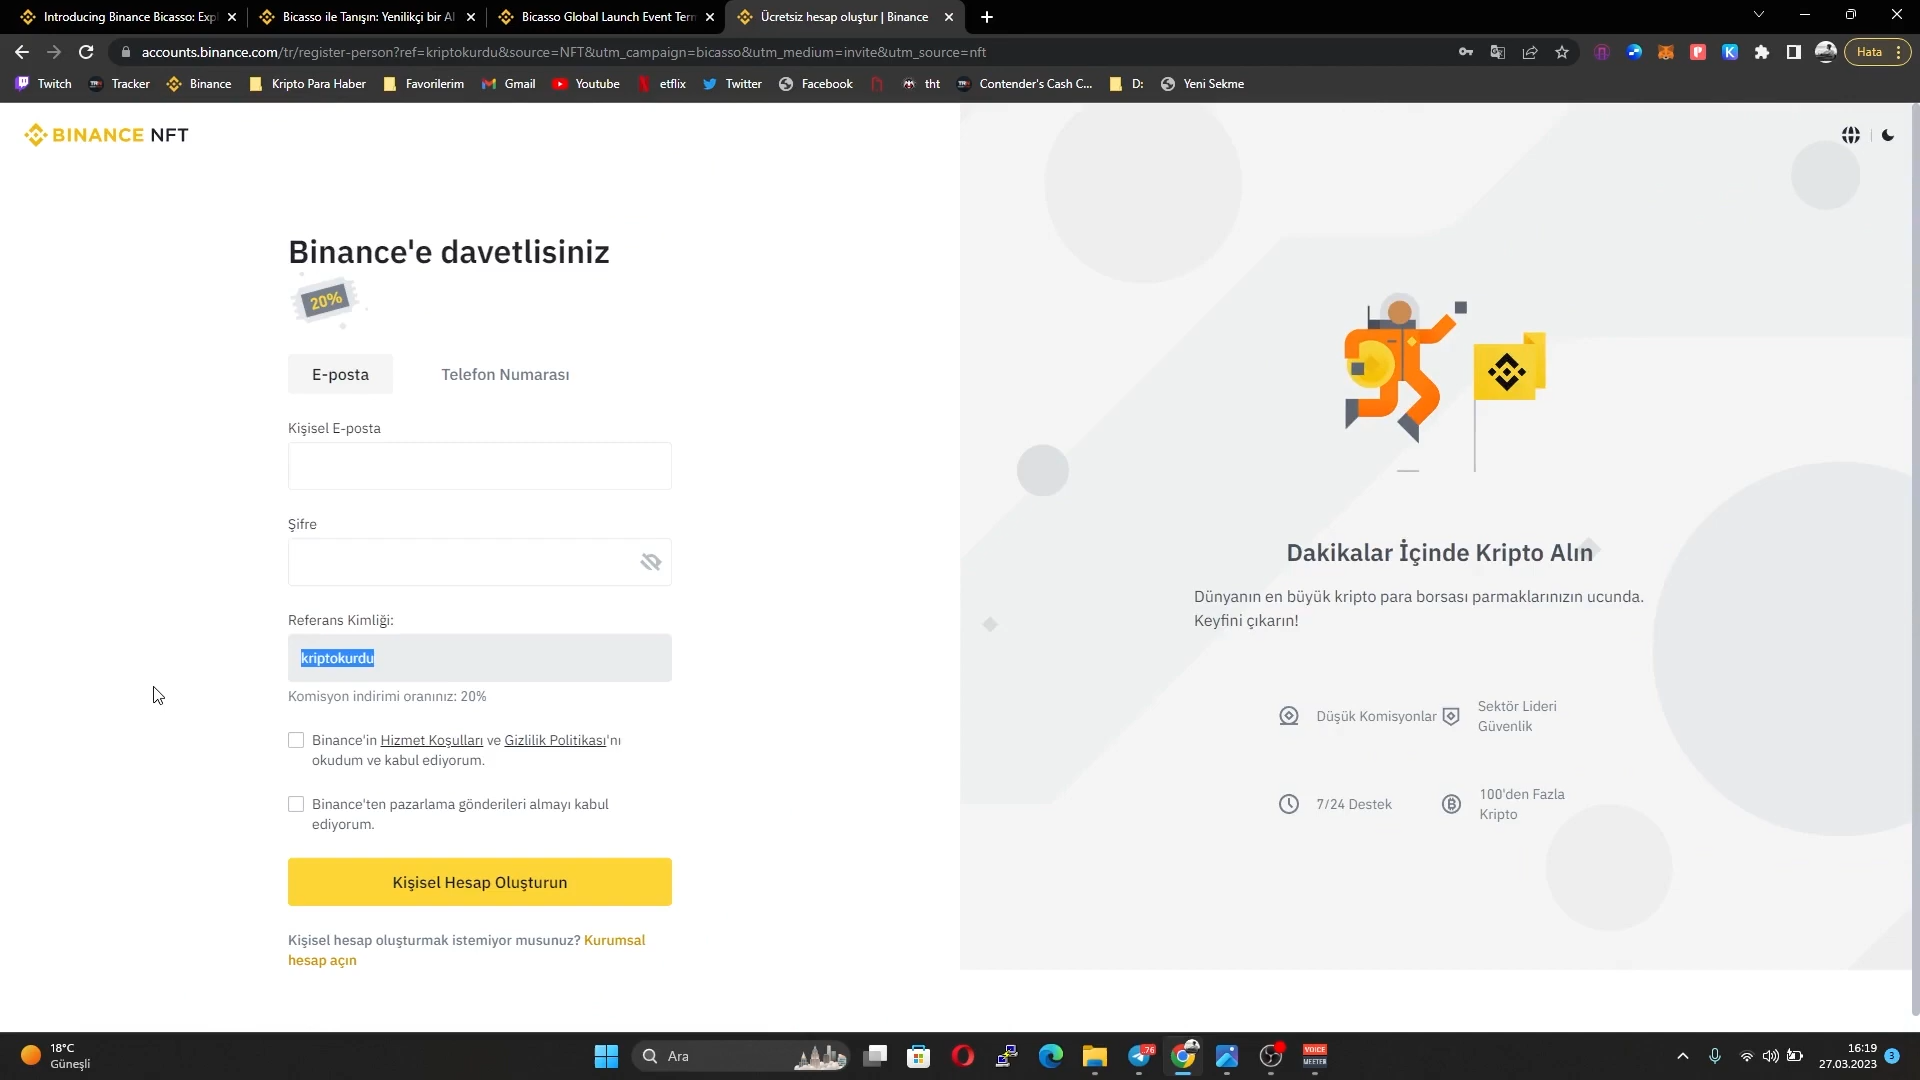 Introducing Binance Bicasso: Expl
Bicasso ile Tanışın: Yenilikçi bir AI
Bicasso Global Launch Event Tern
Ücretsiz hesap oluştur | Binance
accounts.binance.com/tr/register-person?ref=kriptokurdu&source=NFT&utm_campaign=bicasso&utm_medium=invite&utm_source=nft
Hata
Twitch
Tracker
Binance
Kripto Para Haber
Favorilerim
Gmail
Youtube
etflix
Twitter
Facebook
tht
Contender's Cash C...
D:
Yeni Sekme
BINANCE NFT
Binance'e davetlisiniz
20%
E-posta
Telefon Numarası
Kişisel E-posta
Şifre
Referans Kimliği:
kriptokurdu
Komisyon indirimi oranınız: 20%
Binance'in Hizmet Koşulları ve Gizlilik Politikası'nı
okudum ve kabul ediyorum.
Binance'ten pazarlama gönderileri almayı kabul
ediyorum.
Kişisel Hesap Oluşturun
Kişisel hesap oluşturmak istemiyor musunuz? Kurumsal
hesap açın
Dakikalar İçinde Kripto Alın
Dünyanın en büyük kripto para borsası parmaklarınızın ucunda.
Keyfini çıkarın!
Düşük Komisyonlar
Sektör Lideri
Güvenlik
7/24 Destek
100'den Fazla
Kripto
18°C
Güneşli
Ara
76
VOICE
MEETER
16:19
27.03.2023
3